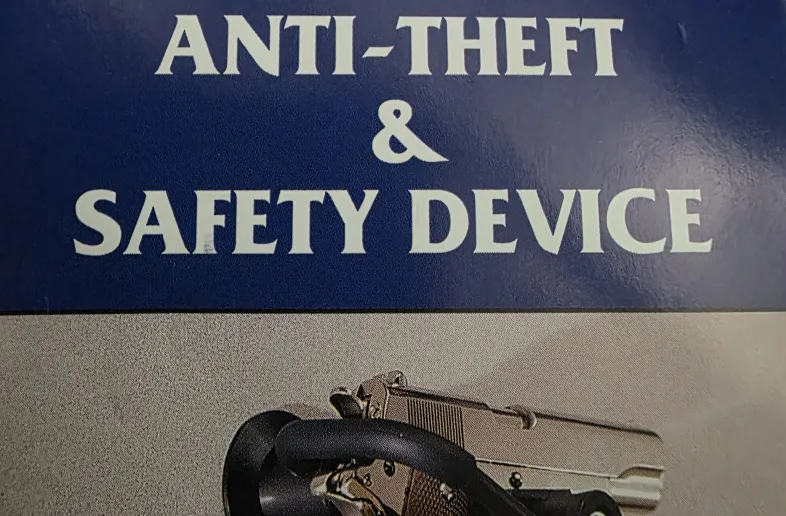 ANTI-THEFT
&
SAFETY DEVICE